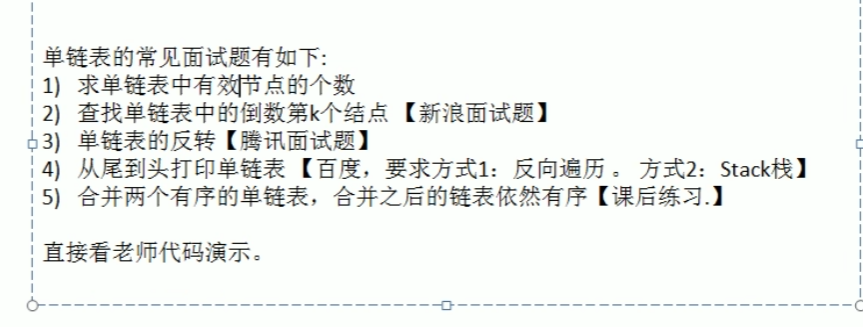 单链表的常见面试题有如下:
1) 求单链表中有效节点的个数
2) 查找单链表中的倒数第k个结点 【新浪面试题】
3) 单链表的反转【腾讯面试题】
4) 从尾到头打印单链表 【百度，要求方式1：反向遍历 。 方式2：Stack栈】
5) 合并两个有序的单链表，合并之后的链表依然有序【课后练习.】
直接看老师代码演示。